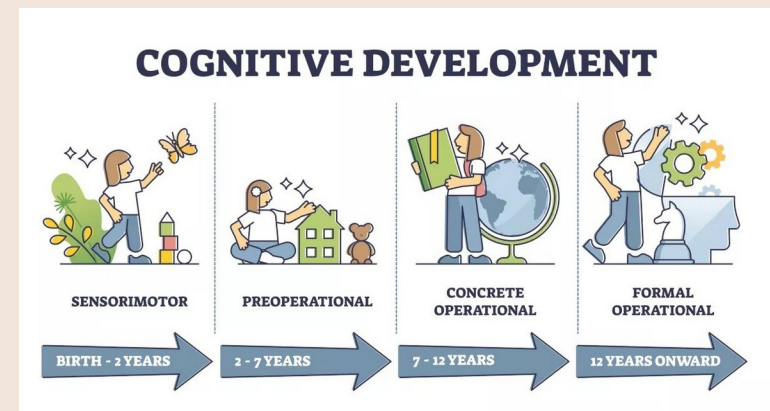 COGNITIVE DEVELOPMENT
SENSORIMOTOR
PREOPERATIONAL
CONCRETE
OPERATIONAL
FORMAL
OPERATIONAL
BIRTH - 2 YEARS
2 - 7 YEARS
7 - 12 YEARS
12 YEARS ONWARD